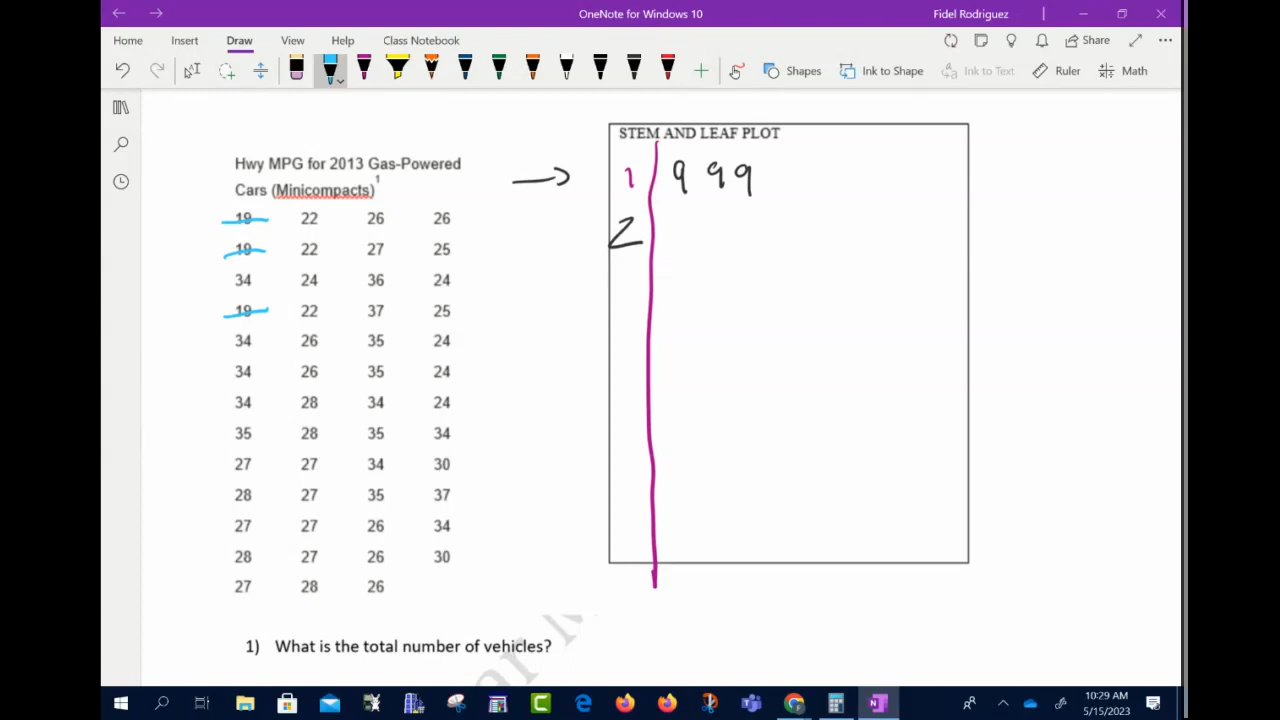 OneNote for Windows 10
Fidel Rodriguez
Home Insert Draw View Help Class Notebook
Share
Shapes Ink to Shape Ink to Text Ruler Math
STEM AND LEAF PLOT
Hwy MPG for 2013 Gas-Powered
Cars (Minicompacts)1
1 9 9 9
2
19 22 26 26
19 22 27 25
34 24 36 24
19 22 37 25
34 26 35 24
34 26 35 24
34 28 34 24
35 28 35 34
27 27 34 30
28 27 35 37
27 27 26 34
28 27 26 30
27 28 26
1) What is the total number of vehicles?
10:29 AM
5/15/2023